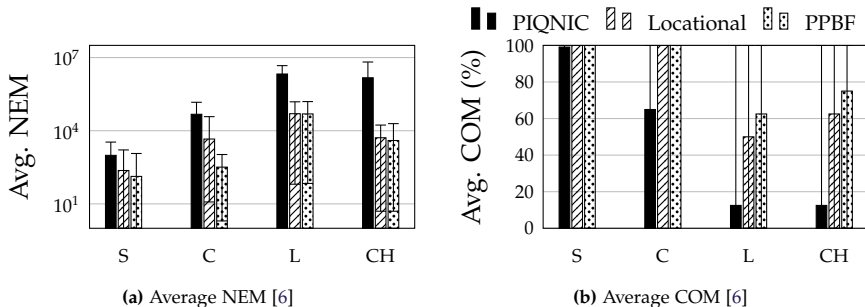 PIQNIC Locational PPBF
Avg. NEM
10^7
10^4
10^1
S C L CH
(a) Average NEM [6]
Avg. COM (%)
100
80
60
40
20
0
S C L CH
(b) Average COM [6]